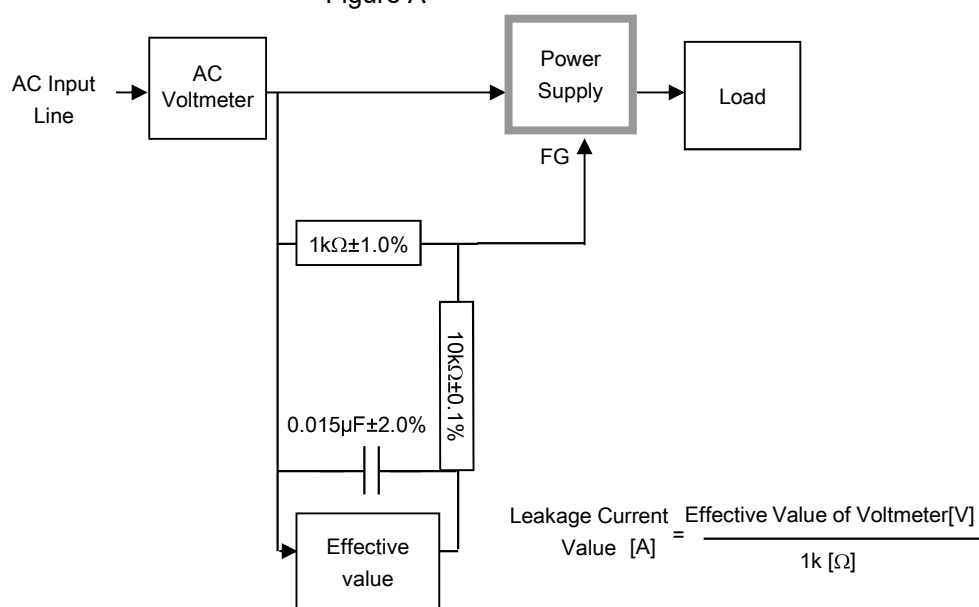 Figure A
AC Input
Line
AC
Voltmeter
Power
Supply
Load
FG
1kΩ±1.0%
10kΩ±0.1%
0.015µF±2.0%
Effective
value
Leakage Current
Value [A]
=
Effective Value of Voltmeter[V]
1k [Ω]